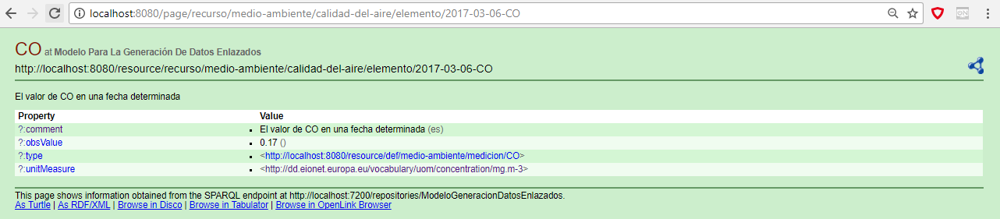 localhost:8080/page/recurso/medio-ambiente/calidad-del-aire/elemento/2017-03-06-CO
ON
CO at Modelo Para La Generación De Datos Enlazados
http://localhost:8080/resource/recurso/medio-ambiente/calidad-del-aire/elemento/2017-03-06-CO
El valor de CO en una fecha determinada
Property Value
?:comment ▪ El valor de CO en una fecha determinada (es)
?:obsValue ▪ 0.17 ()
?:type ▪ <http://localhost:8080/resource/def/medio-ambiente/medicion/CO>
?:unitMeasure ▪ <http://dd.eionet.europa.eu/vocabulary/uom/concentration/mg.m-3>
This page shows information obtained from the SPARQL endpoint at http://localhost:7200/repositories/ModeloGeneracionDatosEnlazados.
As Turtle | As RDF/XML | Browse in Disco | Browse in Tabulator | Browse in OpenLink Browser